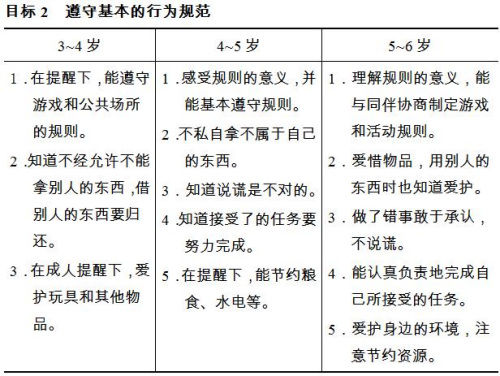 目标 2 遵守基本的行为规范
3~4 岁
4~5 岁
5~6 岁
1．在提醒下，能遵守
游戏和公共场所
的规则。
2．知道不经允许不能
拿别人的东西，借
别人的东西要归
还。
3．在成人提醒下，爱
护玩具和其他物
品。
1．感受规则的意义，并
能基本遵守规则。
2．不私自拿不属于自己
的东西。
3．知道说谎是不对的。
4．知道接受了的任务要
努力完成。
5．在提醒下，能节约粮
食、水电等。
1．理解规则的意义，能
与同伴协商制定游戏
和活动规则。
2．爱惜物品，用别人的
东西时也知道爱护。
3．做了错事敢于承认，
不说谎。
4．能认真负责地完成自
己所接受的任务。
5．爱护身边的环境，注
意节约资源。